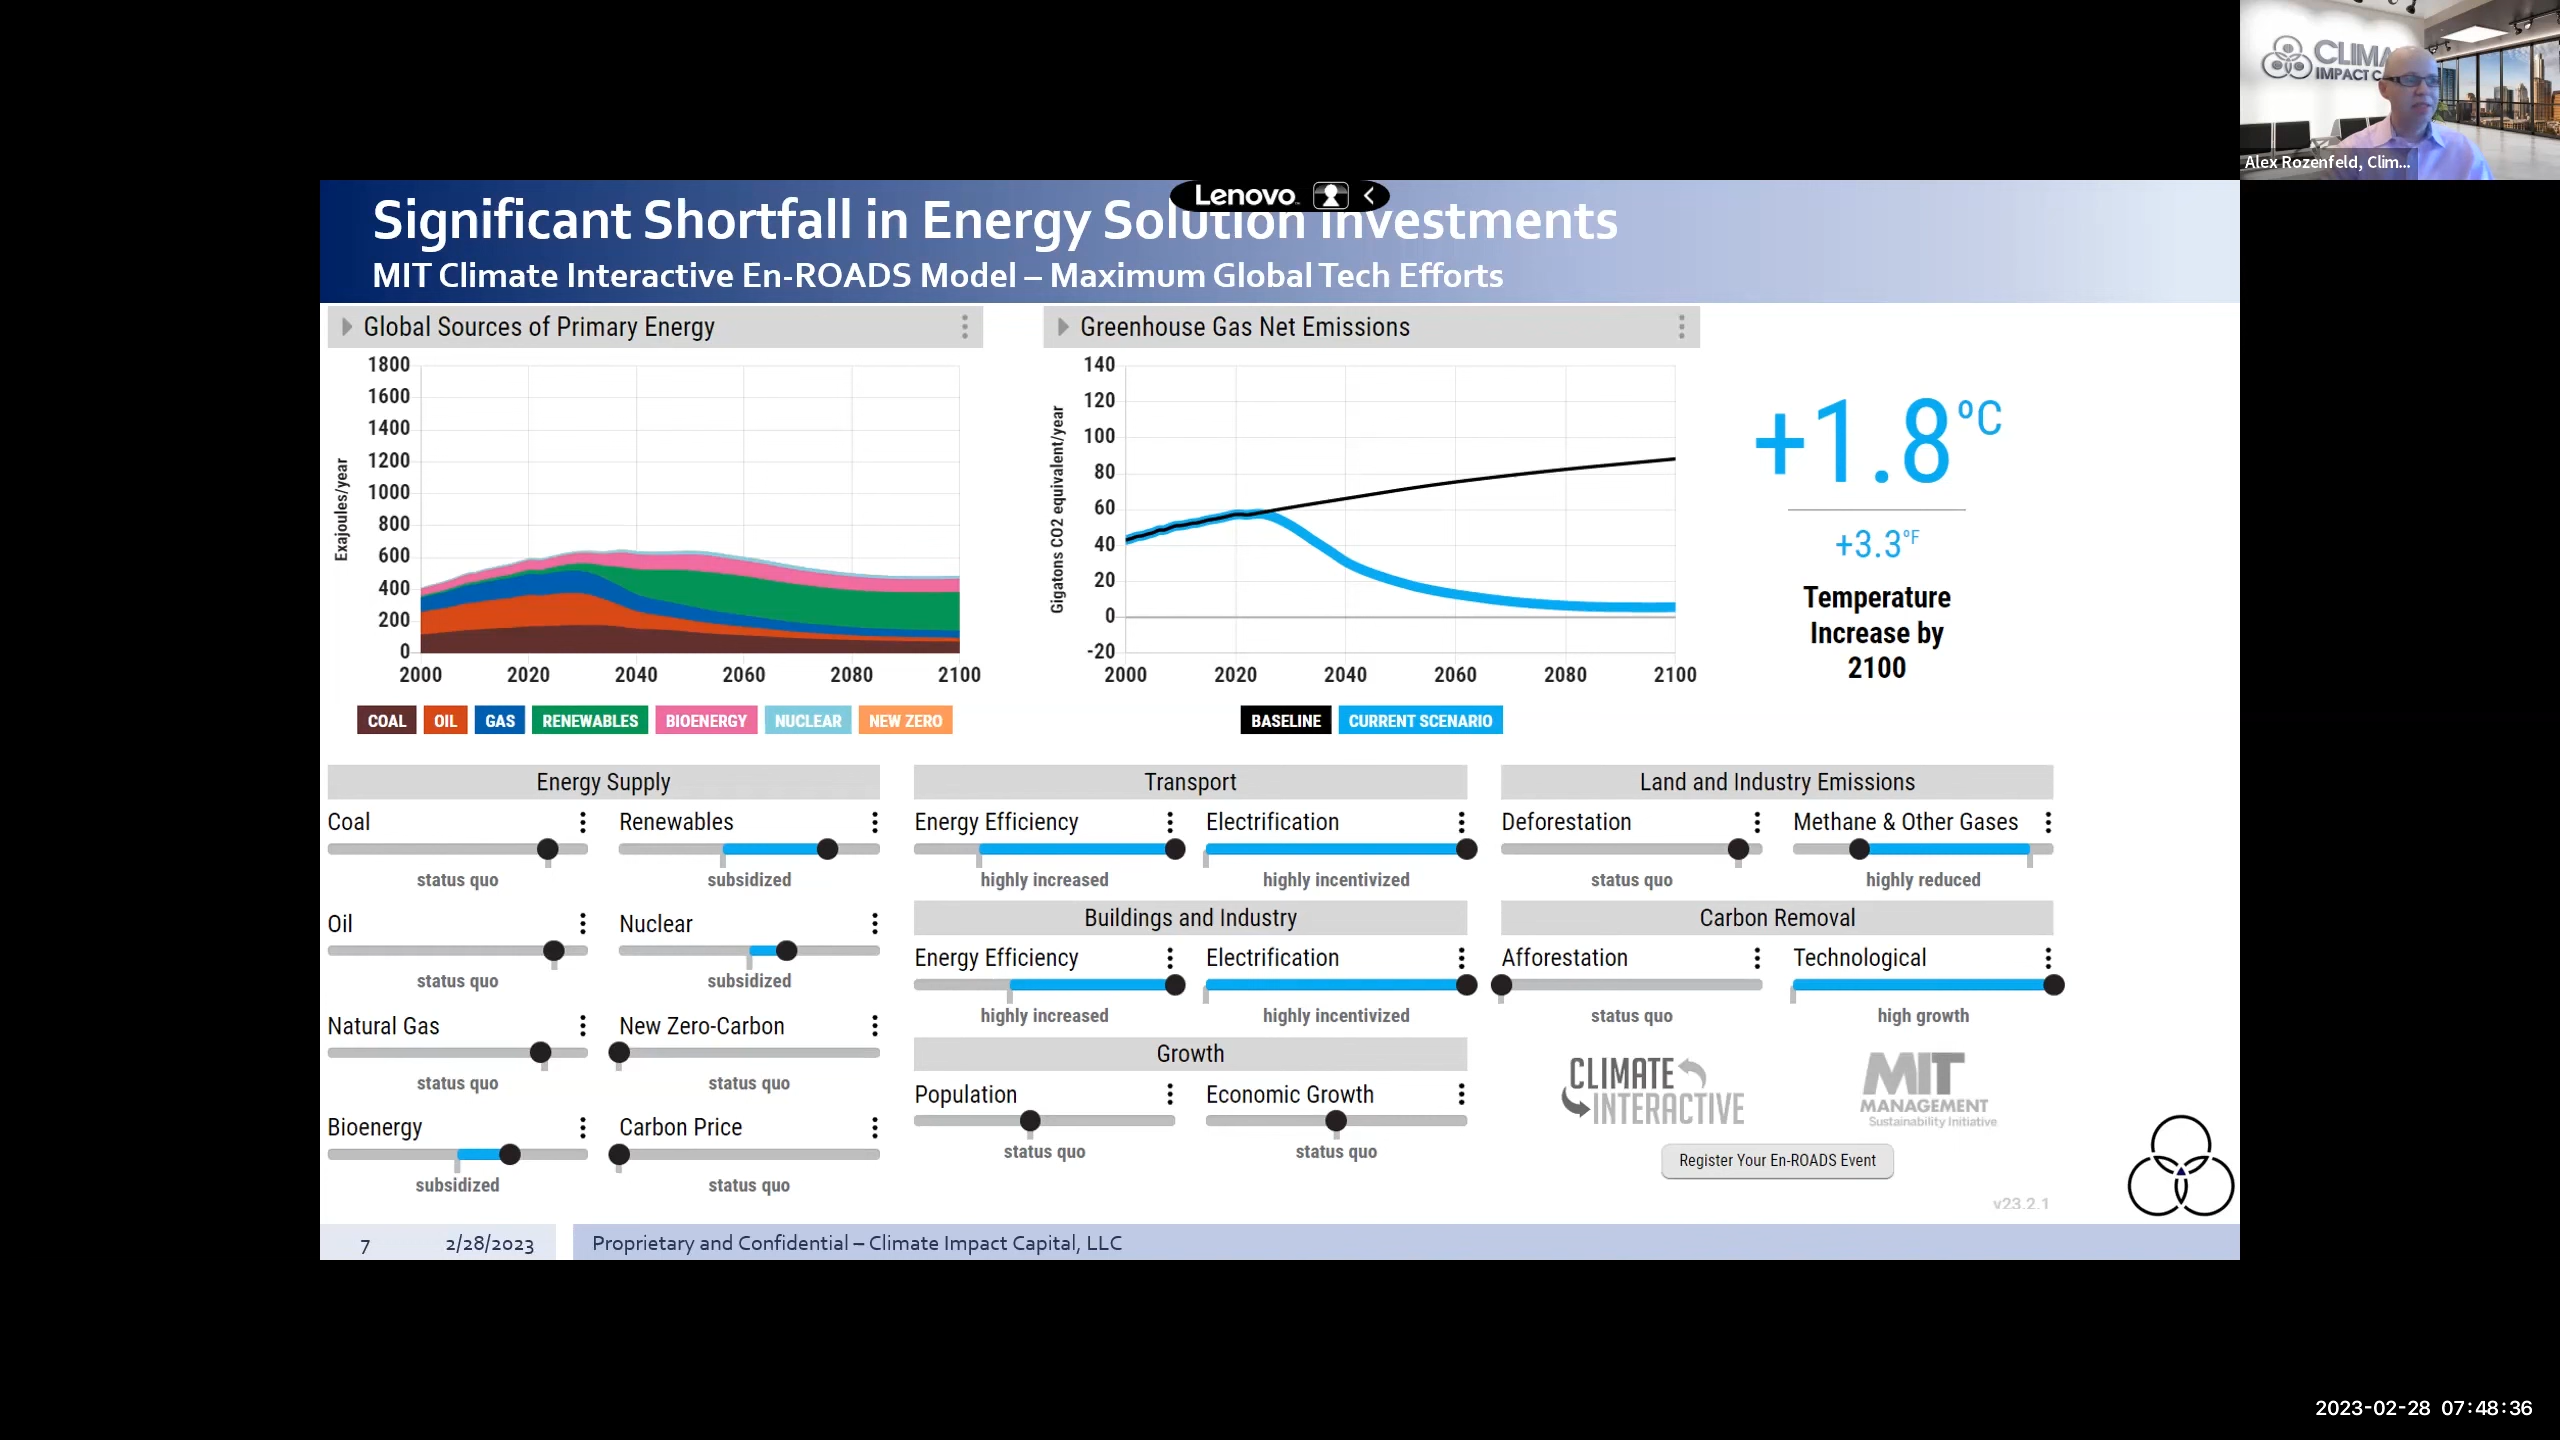 CLIMA
IMPACT C
Alex Rozenfeld, Clim...
Lenovo
Significant Shortfall in Energy Solution Investments
MIT Climate Interactive En-ROADS Model – Maximum Global Tech Efforts
Global Sources of Primary Energy
1800
1600
1400
1200
1000
800
600
400
200
0
Exajoules/year
2000 2020 2040 2060 2080 2100
COAL OIL GAS RENEWABLES BIOENERGY NUCLEAR NEW ZERO
Greenhouse Gas Net Emissions
140
120
100
80
60
40
20
0
-20
Gigatons CO2 equivalent/year
2000 2020 2040 2060 2080 2100
BASELINE CURRENT SCENARIO
+1.8ºC
+3.3ºF
Temperature
Increase by
2100
Energy Supply
Coal
status quo
Renewables
subsidized
Oil
status quo
Nuclear
subsidized
Natural Gas
status quo
New Zero-Carbon
status quo
Bioenergy
subsidized
Carbon Price
status quo
Transport
Energy Efficiency
highly increased
Electrification
highly incentivized
Buildings and Industry
Energy Efficiency
highly increased
Electrification
highly incentivized
Growth
Population
status quo
Economic Growth
status quo
Land and Industry Emissions
Deforestation
status quo
Methane & Other Gases
highly reduced
Carbon Removal
Afforestation
status quo
Technological
high growth
CLIMATE
INTERACTIVE
MIT
MANAGEMENT
Sustainability Initiative
Register Your En-ROADS Event
v23.2.1
7 2/28/2023 Proprietary and Confidential – Climate Impact Capital, LLC
2023-02-28 07:48:36